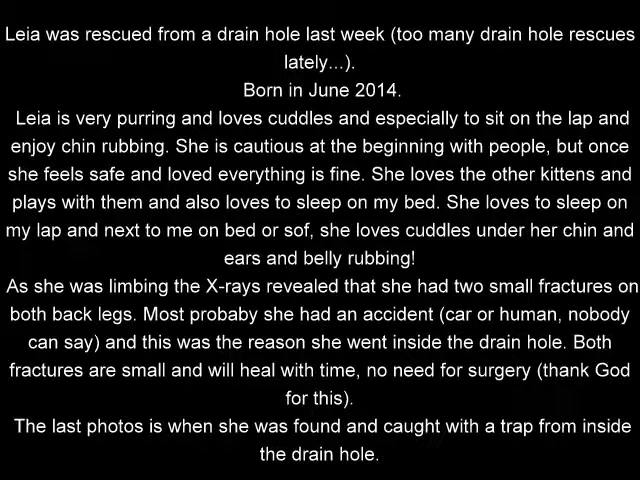 Leia was rescued from a drain hole last week (too many drain hole rescues
lately...).
Born in June 2014.
Leia is very purring and loves cuddles and especially to sit on the lap and
enjoy chin rubbing. She is cautious at the beginning with people, but once
she feels safe and loved everything is fine. She loves the other kittens and
plays with them and also loves to sleep on my bed. She loves to sleep on
my lap and next to me on bed or sof, she loves cuddles under her chin and
ears and belly rubbing!
As she was limbing the X-rays revealed that she had two small fractures on
both back legs. Most probaby she had an accident (car or human, nobody
can say) and this was the reason she went inside the drain hole. Both
fractures are small and will heal with time, no need for surgery (thank God
for this).
The last photos is when she was found and caught with a trap from inside
the drain hole.